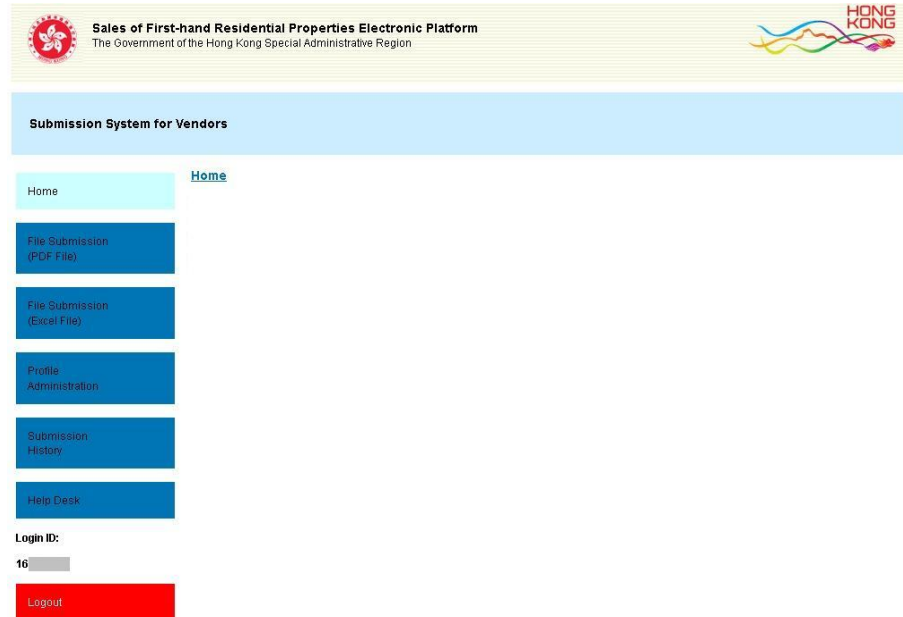 Sales of First-hand Residential Properties Electronic Platform
The Government of the Hong Kong Special Administrative Region
HONG
KONG
Submission System for Vendors
Home
Home
File Submission
(PDF File)
File Submission
(Excel File)
Profile
Administration
Submission
History
Help Desk
Login ID:
16
Logout